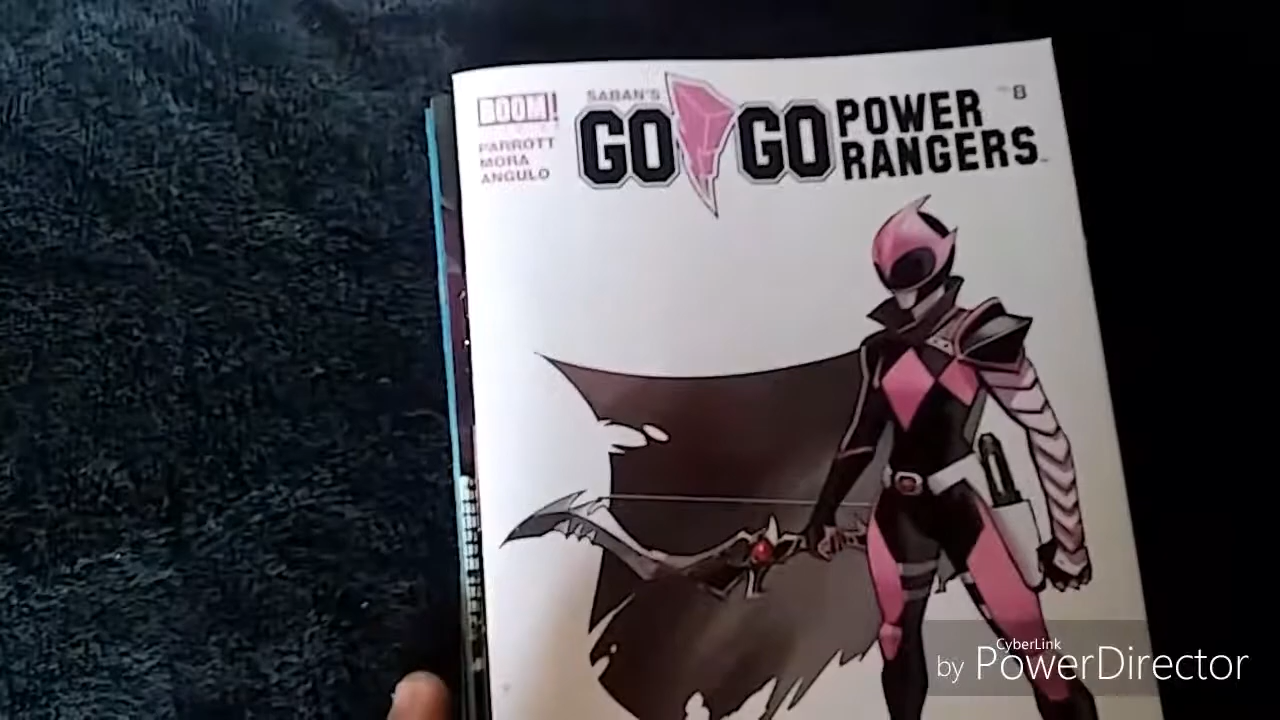 BOOM!
PARROTT
MORA
ANGULO
SABAN'S
GO GO POWER
RANGERS
8
CyberLink
by PowerDirector